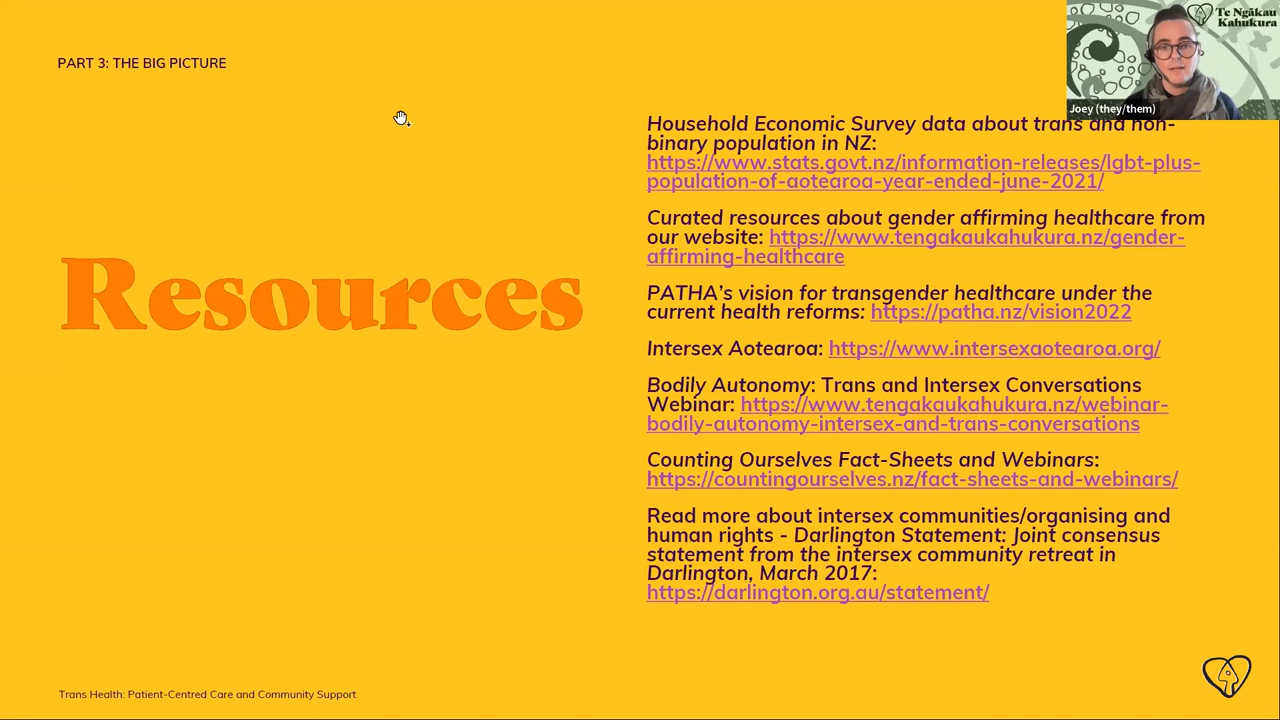 PART 3: THE BIG PICTURE
Te Ngākau
Kahukura
Joey (they/them)
Resources
Household Economic Survey data about trans and non-
binary population in NZ:
https://www.stats.govt.nz/information-releases/lgbt-plus-
population-of-aotearoa-year-ended-june-2021/
Curated resources about gender affirming healthcare from
our website: https://www.tengakaukahukura.nz/gender-
affirming-healthcare
PATHA’s vision for transgender healthcare under the
current health reforms: https://patha.nz/vision2022
Intersex Aotearoa: https://www.intersexaotearoa.org/
Bodily Autonomy: Trans and Intersex Conversations
Webinar: https://www.tengakaukahukura.nz/webinar-
bodily-autonomy-intersex-and-trans-conversations
Counting Ourselves Fact-Sheets and Webinars:
https://countingourselves.nz/fact-sheets-and-webinars/
Read more about intersex communities/organising and
human rights - Darlington Statement: Joint consensus
statement from the intersex community retreat in
Darlington, March 2017:
https://darlington.org.au/statement/
Trans Health: Patient-Centred Care and Community Support